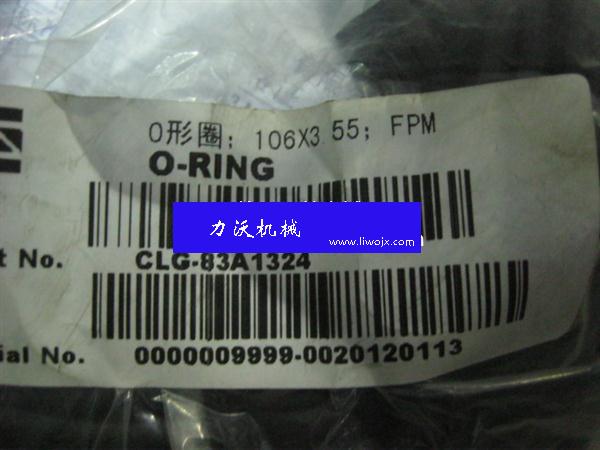 O形圈; 106X3.55; FPM
O-RING
力沃机械
www.liwojx.com
t No.
CLG-83A1324
ial No.
0000009999-0020120113